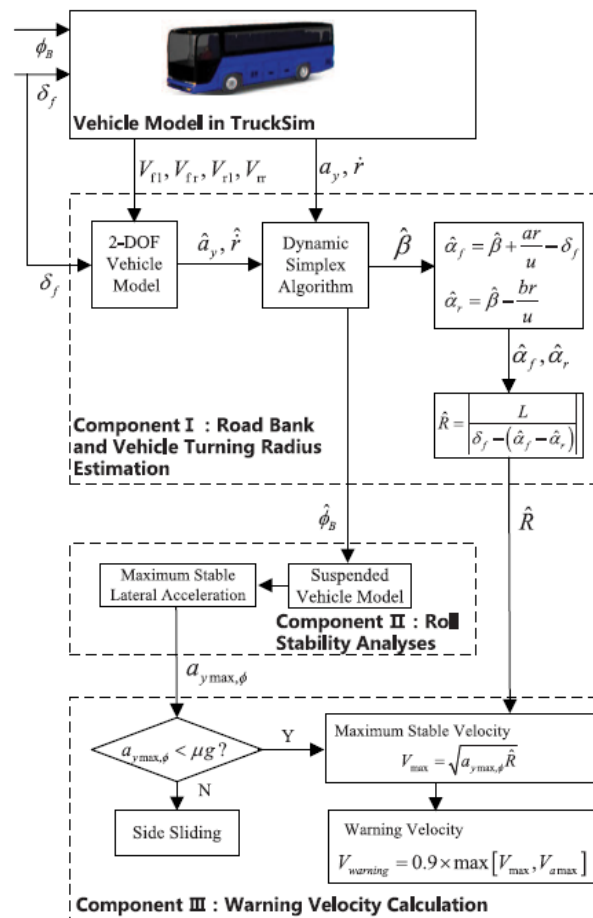 ϕ_B
δ_f
Vehicle Model in TruckSim
V_fl, V_fr, V_rl, V_rr
a_y, ṙ
δ_f
2-DOF
Vehicle
Model
â_y, r̂̇
Dynamic
Simplex
Algorithm
β̂
α̂_f = β̂ + ar/u − δ_f
α̂_r = β̂ − br/u
α̂_f, α̂_r
R̂ = |L/(δ_f − (α̂_f − α̂_r))|
Component Ⅰ : Road Bank
and Vehicle Turning Radius
Estimation
ϕ̂_B
R̂
Maximum Stable
Lateral Acceleration
Suspended
Vehicle Model
Component Ⅱ : Roll
Stability Analyses
a_ymax,ϕ
a_ymax,ϕ < μg ?
Y
N
Side Sliding
Maximum Stable Velocity
V_max = √(a_ymax,ϕ R̂)
Warning Velocity
V_warning = 0.9 × max[V_max, V_amax]
Component Ⅲ : Warning Velocity Calculation